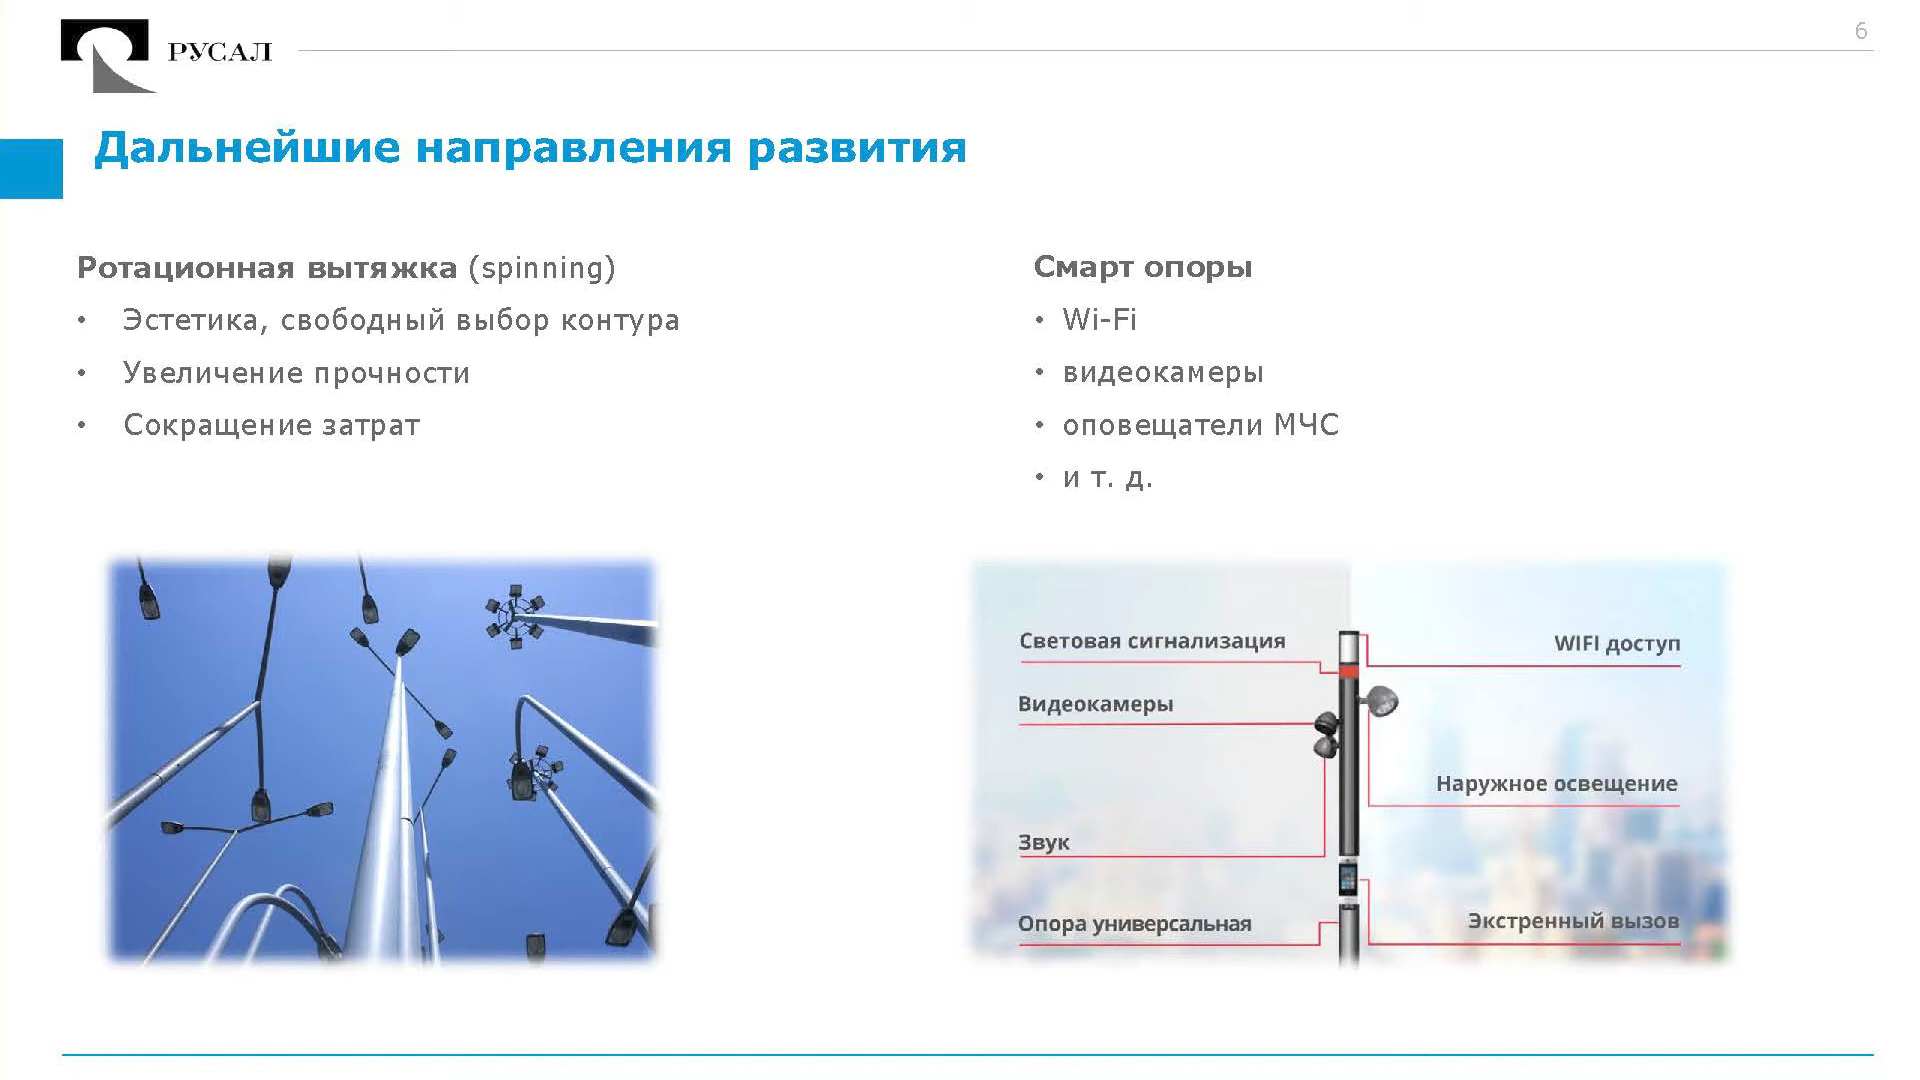 РУСАЛ
6
Дальнейшие направления развития
Ротационная вытяжка (spinning)
• Эстетика, свободный выбор контура
• Увеличение прочности
• Сокращение затрат
Смарт опоры
• Wi-Fi
• видеокамеры
• оповещатели МЧС
• и т. д.
Световая сигнализация
Видеокамеры
Звук
Опора универсальная
WIFI доступ
Наружное освещение
Экстренный вызов